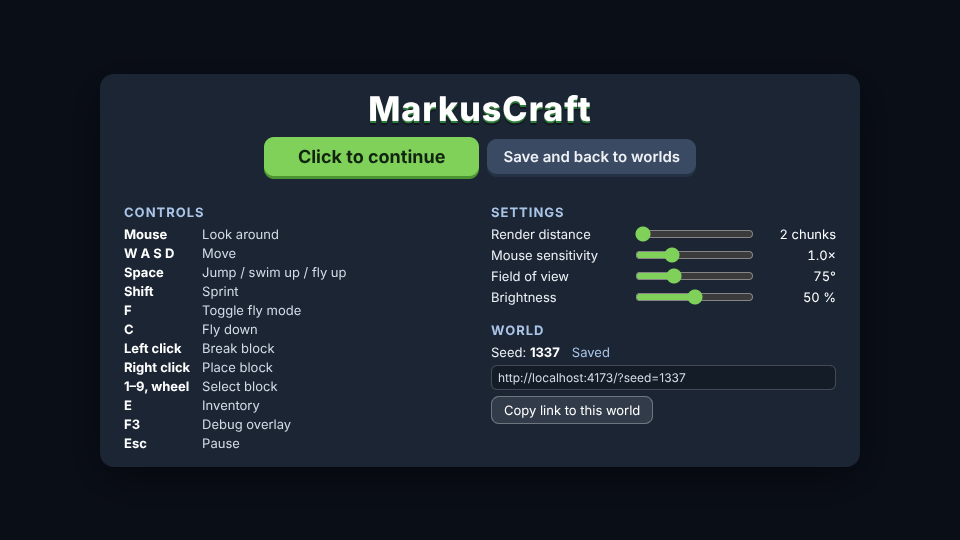 MarkusCraft
Click to continue
Save and back to worlds
CONTROLS
Mouse Look around
W A S D Move
Space Jump / swim up / fly up
Shift Sprint
F Toggle fly mode
C Fly down
Left click Break block
Right click Place block
1–9, wheel Select block
E Inventory
F3 Debug overlay
Esc Pause
SETTINGS
Render distance 2 chunks
Mouse sensitivity 1.0×
Field of view 75°
Brightness 50 %
WORLD
Seed: 1337 Saved
http://localhost:4173/?seed=1337
Copy link to this world